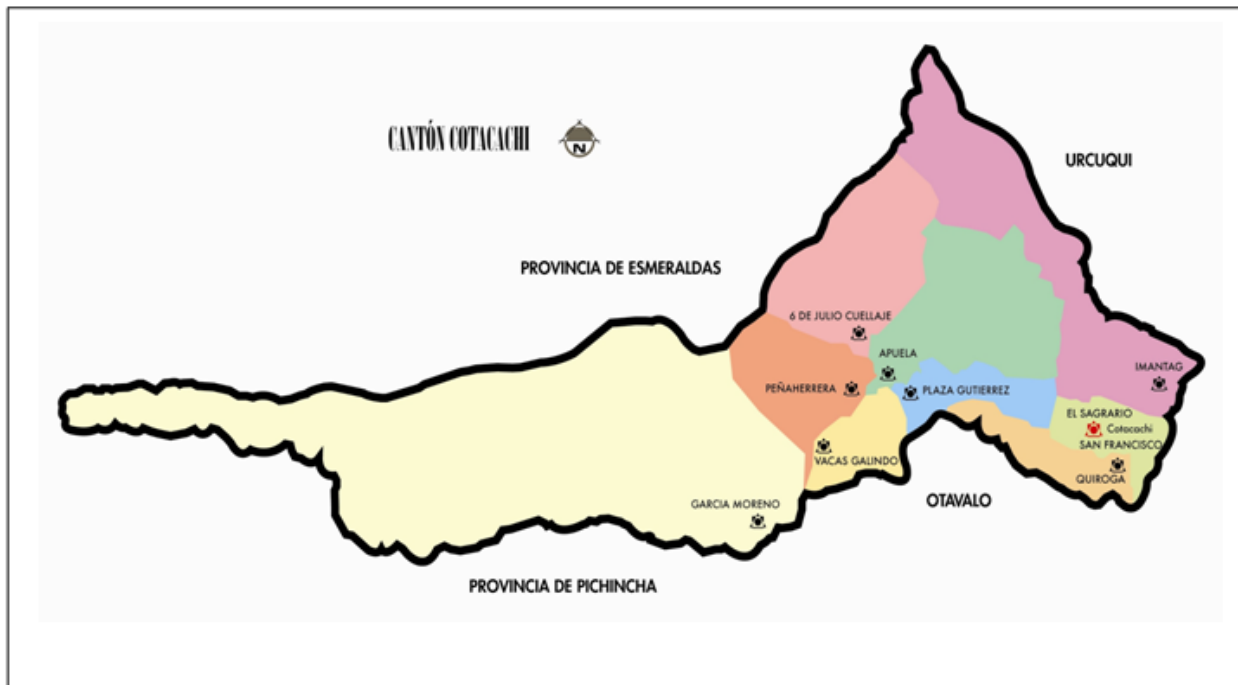 CANTÓN COTACACHI
N
URCUQUI
PROVINCIA DE ESMERALDAS
6 DE JULIO CUELLAJE
APUELA
IMANTAG
PEÑAHERRERA
PLAZA GUTIERREZ
EL SAGRARIO
Cotacachi
SAN FRANCISCO
VACAS GALINDO
QUIROGA
GARCIA MORENO
OTAVALO
PROVINCIA DE PICHINCHA